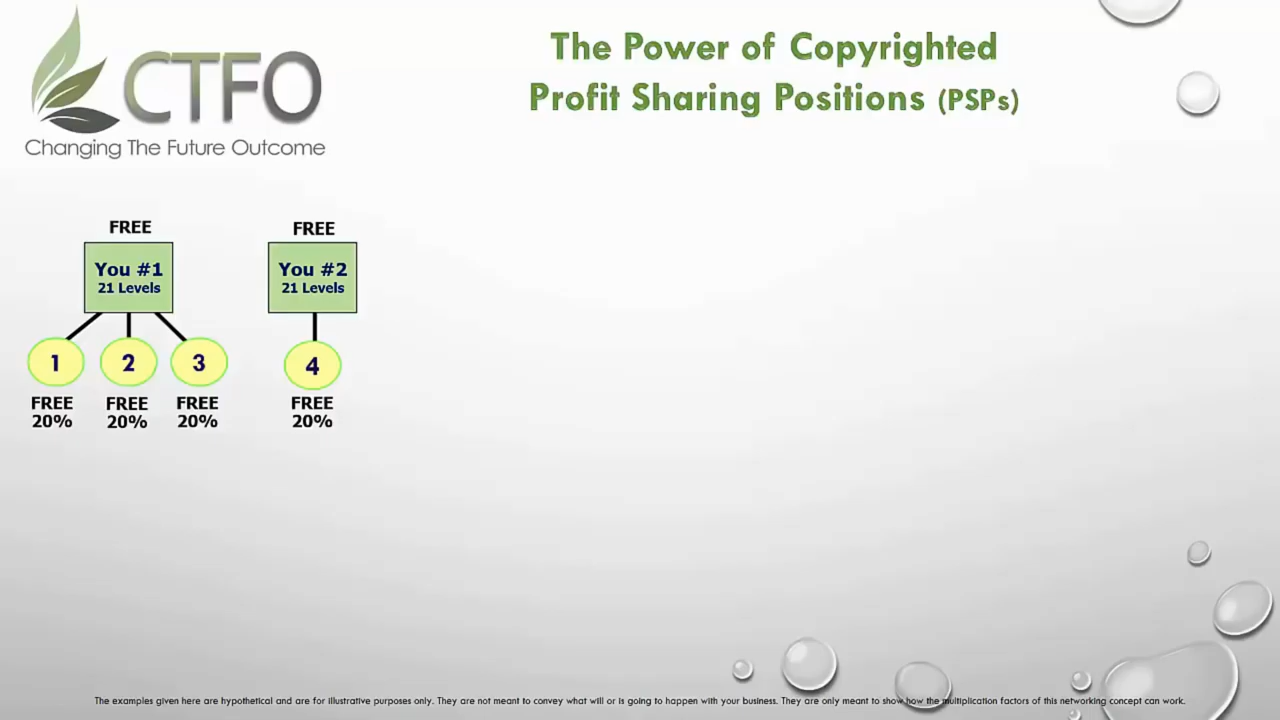 CTFO
Changing The Future Outcome
The Power of Copyrighted
Profit Sharing Positions (PSPs)
FREE
You #1
21 Levels
1 2 3
FREE FREE FREE
20% 20% 20%
FREE
You #2
21 Levels
4
FREE
20%
The examples given here are hypothetical and are for illustrative purposes only. They are not meant to convey what will or is going to happen with your business. They are only meant to show how the multiplication factors of this networking concept can work.